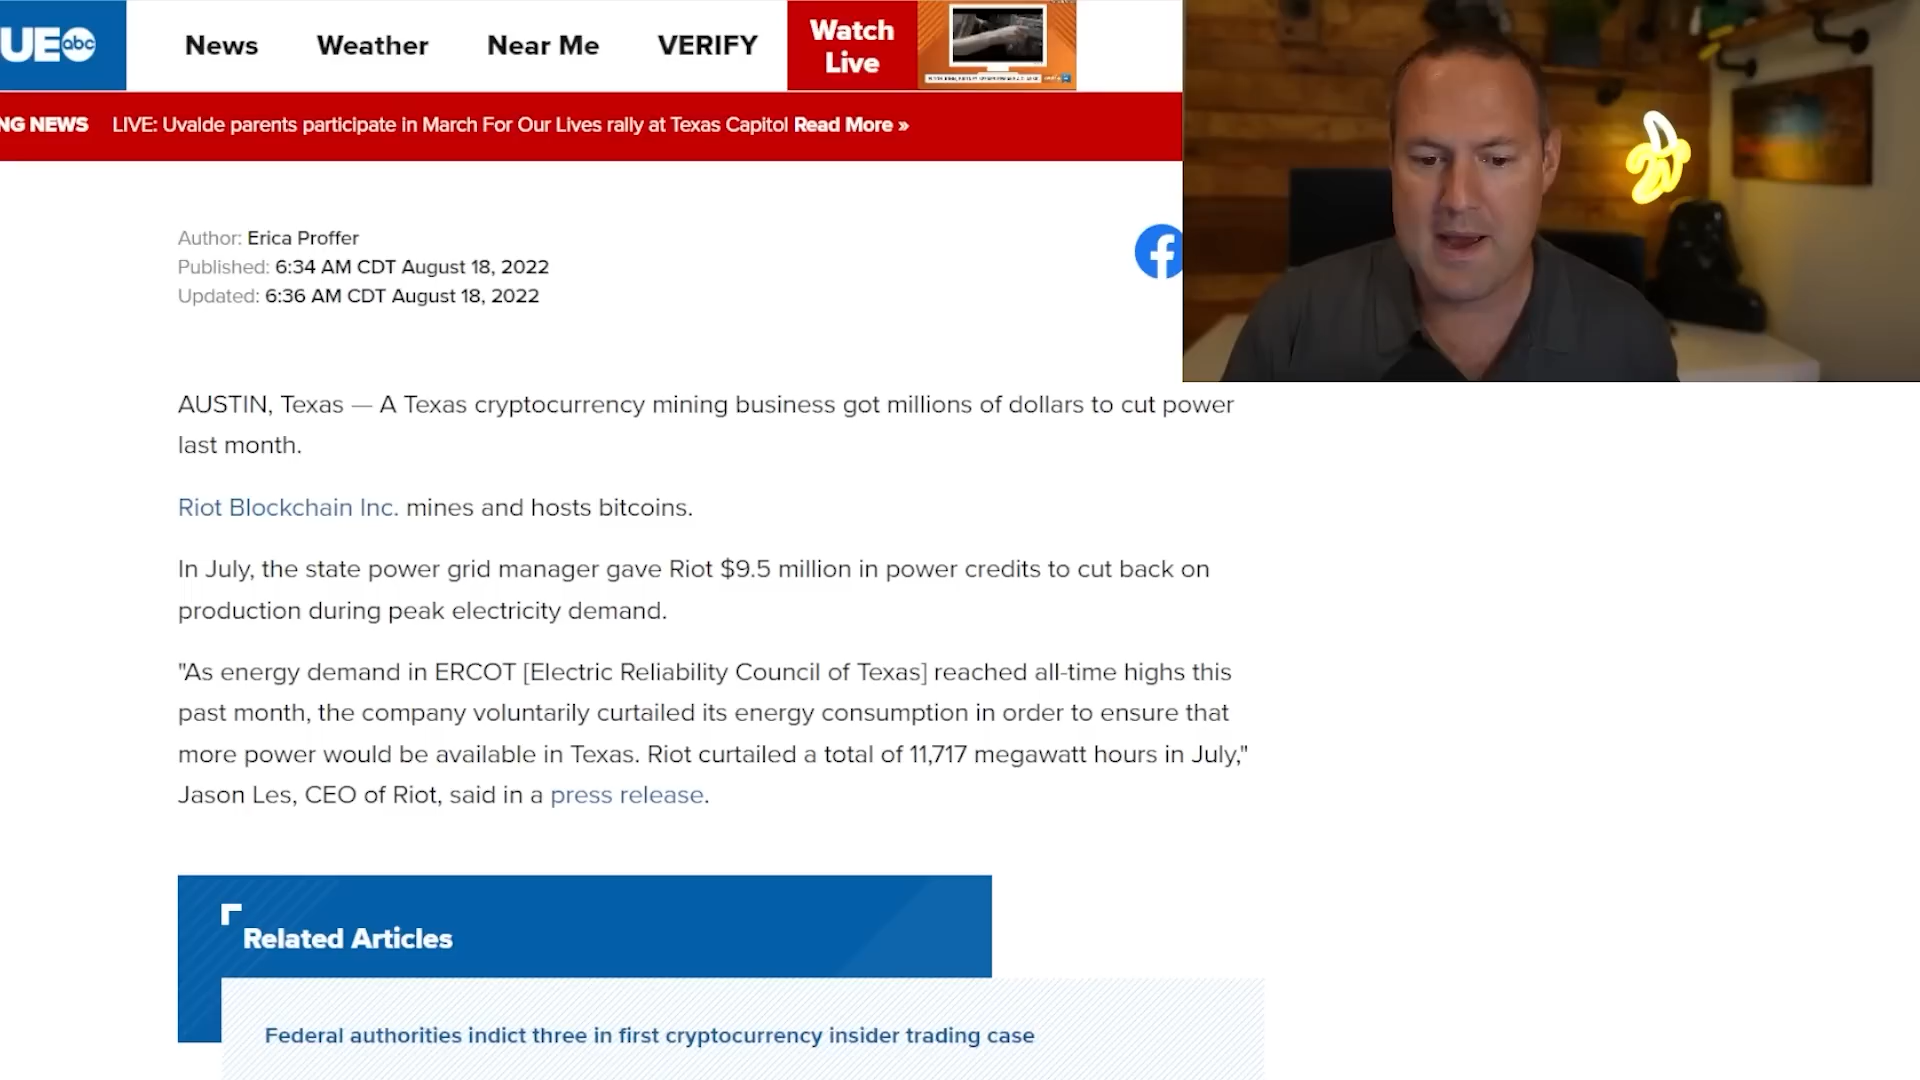 UE abc
News Weather Near Me VERIFY Watch Live
NG NEWS LIVE: Uvalde parents participate in March For Our Lives rally at Texas Capitol Read More »
Author: Erica Proffer
Published: 6:34 AM CDT August 18, 2022
Updated: 6:36 AM CDT August 18, 2022
AUSTIN, Texas — A Texas cryptocurrency mining business got millions of dollars to cut power
last month.
Riot Blockchain Inc. mines and hosts bitcoins.
In July, the state power grid manager gave Riot $9.5 million in power credits to cut back on
production during peak electricity demand.
"As energy demand in ERCOT [Electric Reliability Council of Texas] reached all-time highs this
past month, the company voluntarily curtailed its energy consumption in order to ensure that
more power would be available in Texas. Riot curtailed a total of 11,717 megawatt hours in July,"
Jason Les, CEO of Riot, said in a press release.
Related Articles
Federal authorities indict three in first cryptocurrency insider trading case